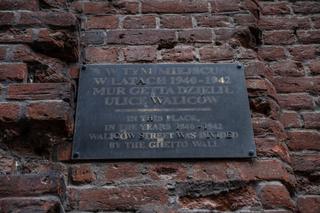 W TYM MIEJSCU
W LATACH 1940 - 1942
MUR GETTA DZIELIŁ
ULICĘ WALICÓW
IN THIS PLACE,
IN THE YEARS 1940-1942
WALICÓW STREET WAS DIVIDED
BY THE GHETTO WALL